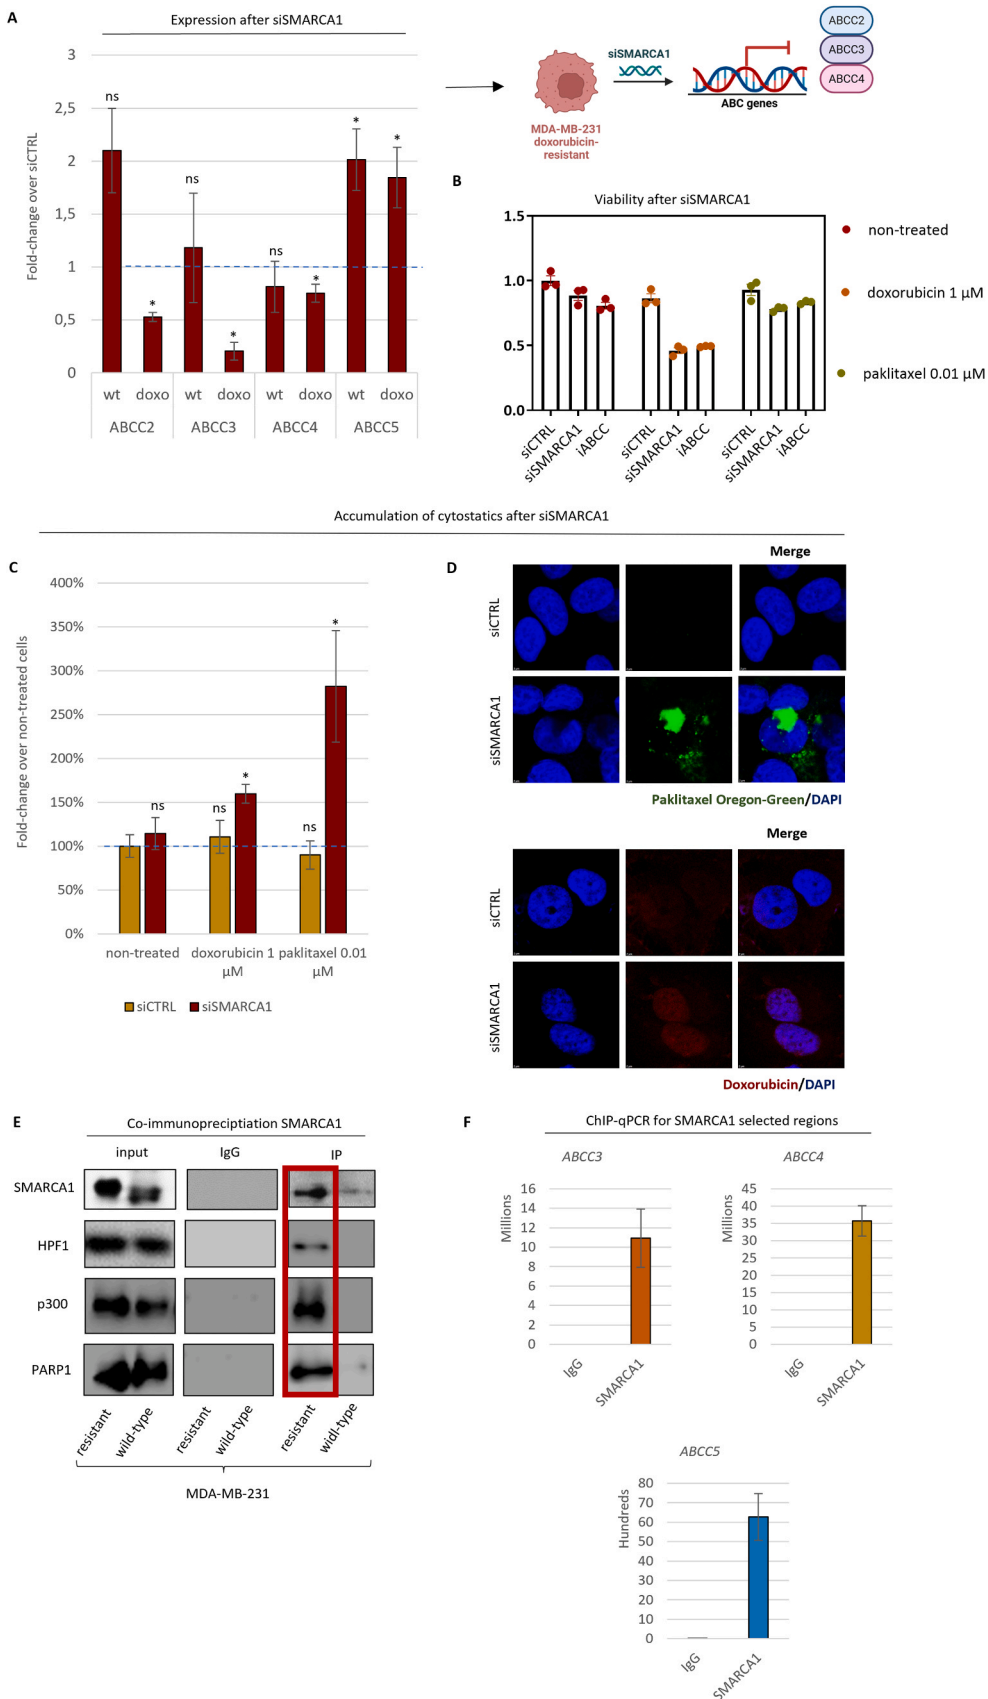 A
Expression after siSMARCA1
Fold-change over siCTRL
3
2,5
2
1,5
1
0,5
0
ns
*
ns
*
ns
*
*
*
wt doxo wt doxo wt doxo wt doxo
ABCC2 ABCC3 ABCC4 ABCC5
MDA-MB-231
doxorubicin-
resistant
siSMARCA1
ABC genes
ABCC2
ABCC3
ABCC4
B
Viability after siSMARCA1
1.5
1.0
0.5
0.0
siCTRL
siSMARCA1
iABCC
siCTRL
siSMARCA1
iABCC
siCTRL
siSMARCA1
iABCC
non-treated
doxorubicin 1 µM
paklitaxel 0.01 µM
Accumulation of cytostatics after siSMARCA1
C
Fold-change over non-treated cells
400%
350%
300%
250%
200%
150%
100%
50%
0%
ns
ns
*
ns
*
non-treated doxorubicin 1 paklitaxel 0.01
µM µM
siCTRL siSMARCA1
D
Merge
siCTRL
siSMARCA1
Paklitaxel Oregon-Green/DAPI
Merge
siCTRL
siSMARCA1
Doxorubicin/DAPI
E
Co-immunopreciptiation SMARCA1
input IgG IP
SMARCA1
HPF1
p300
PARP1
resistant
wild-type
resistant
wild-type
resistant
widl-type
MDA-MB-231
F
ChIP-qPCR for SMARCA1 selected regions
ABCC3
Millions
16
14
12
10
8
6
4
2
0
IgG
SMARCA1
ABCC4
Millions
45
40
35
30
25
20
15
10
5
0
IgG
SMARCA1
ABCC5
Hundreds
80
70
60
50
40
30
20
10
0
IgG
SMARCA1